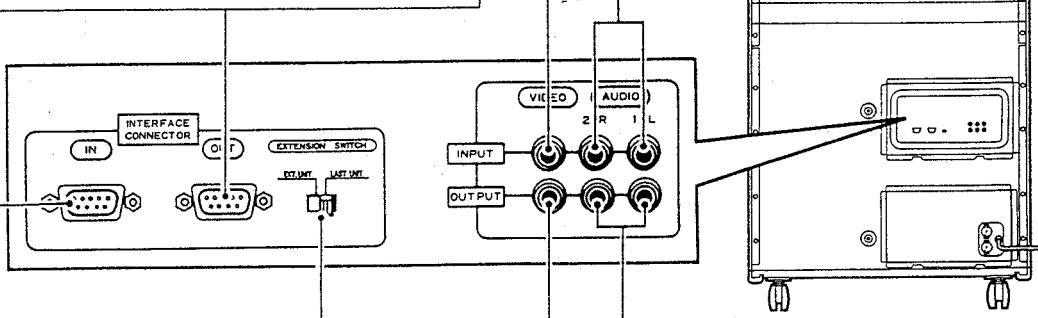 INTERFACE
CONNECTOR
IN
OUT
EXTENSION SWITCH
EXT. UNIT
LAST UNIT
VIDEO
AUDIO
2/R
1/L
INPUT
OUTPUT